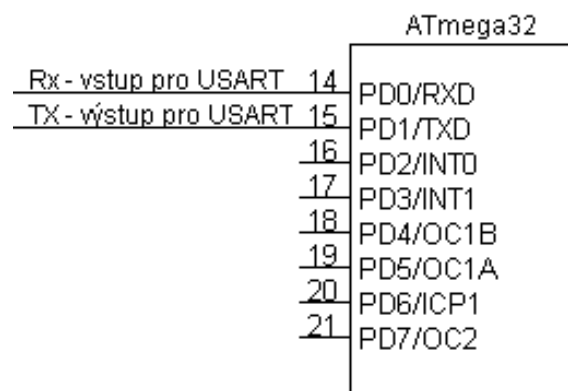 ATmega32
Rx - vstup pro USART 14 PD0/RXD
TX - výstup pro USART 15 PD1/TXD
16 PD2/INT0
17 PD3/INT1
18 PD4/OC1B
19 PD5/OC1A
20 PD6/ICP1
21 PD7/OC2